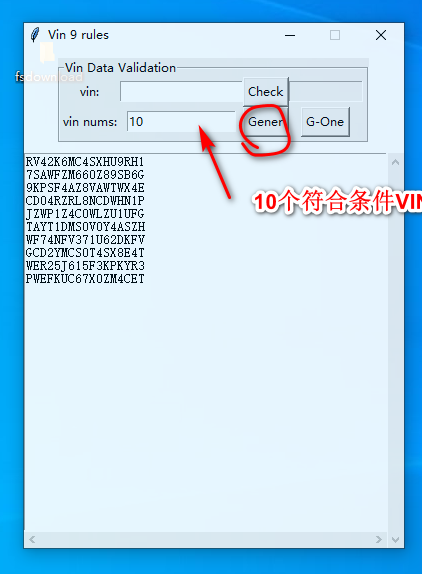 Vin 9 rules
fsdownload
Vin Data Validation
vin:
Check
vin nums:
10
Gener
G-One
RV42K6MC4SXHU9RH1
7SAWFZM66OZ89SB6G
9KPSF4AZ8VAWTWX4E
CD04RZRL8NCDWHN1P
JZWP1Z4C0WLZU1UFG
TAYT1DMS0V0Y4ASZH
WF74NFV371U62DKFV
GCD2YMCS0T4SX8E4T
WER25J615F3KPKYR3
PWEFKUC67X0ZM4CET
10个符合条件VIN